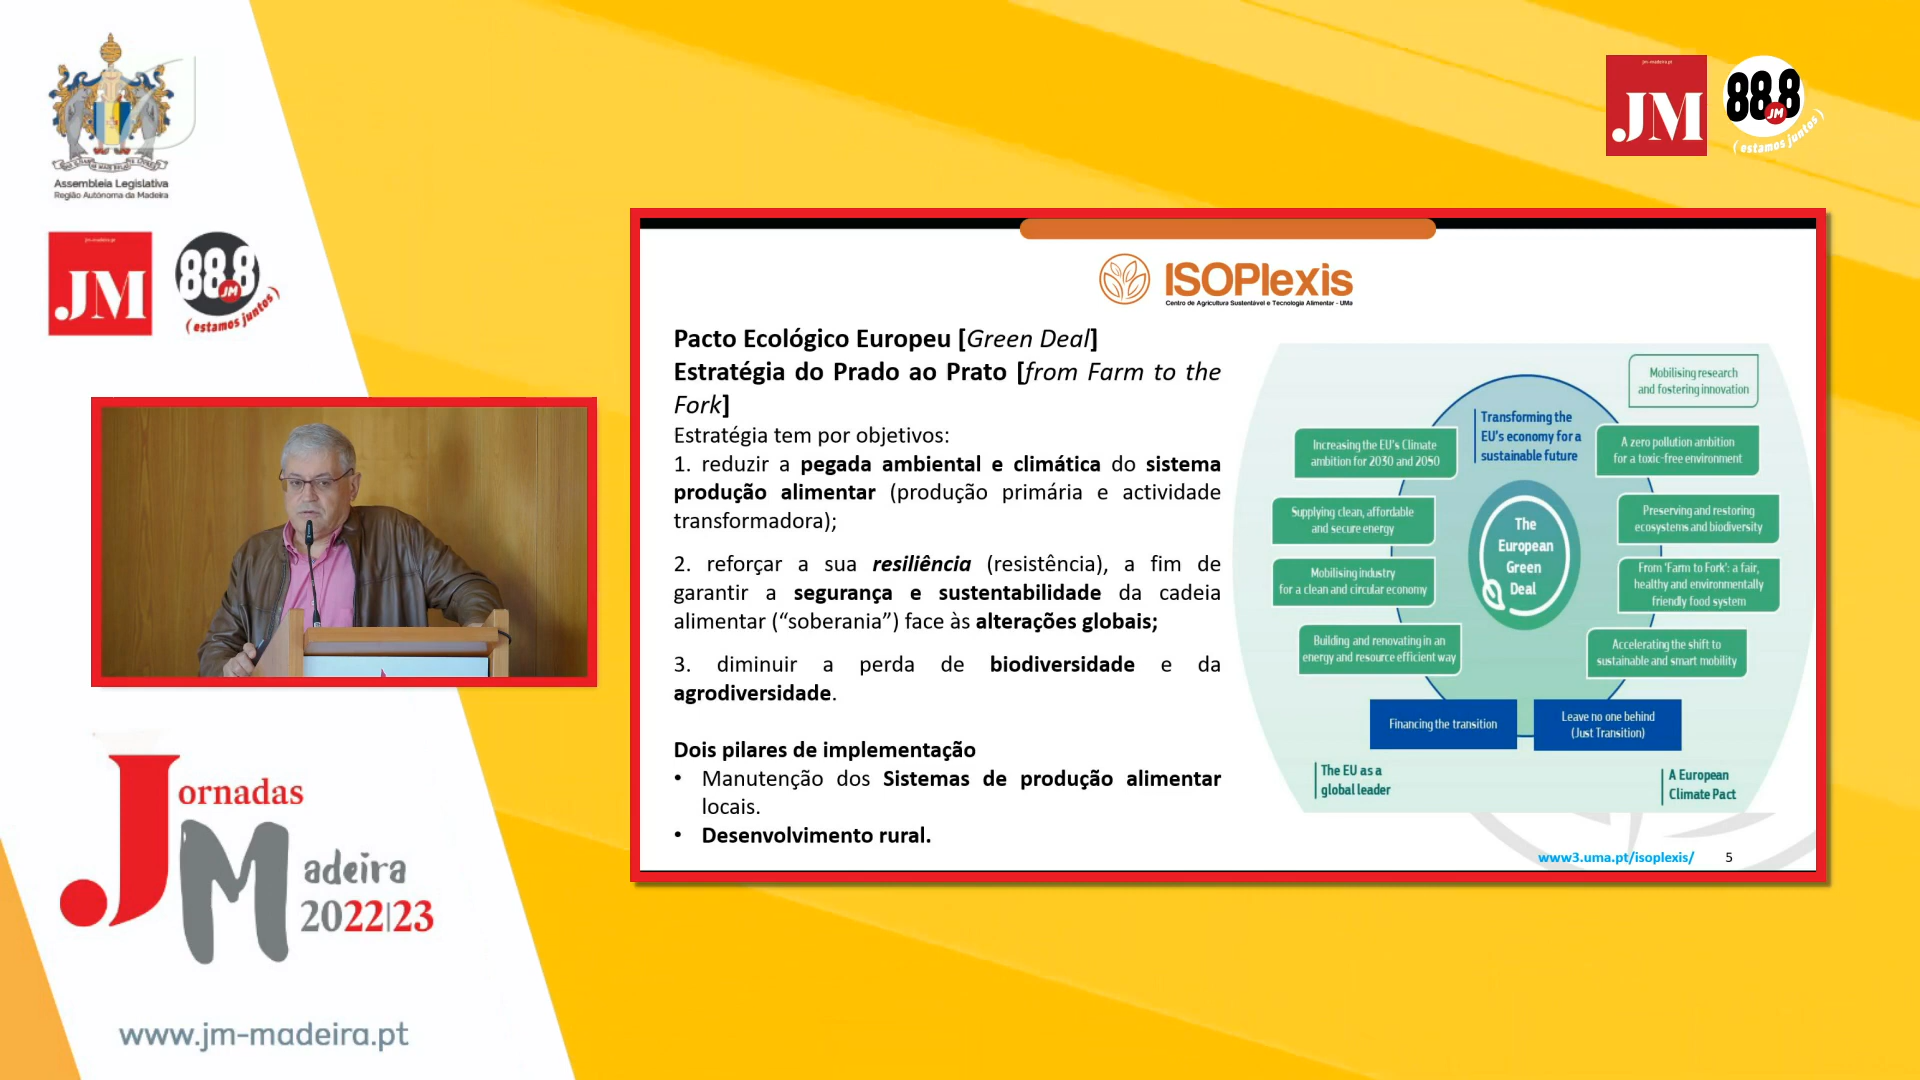 Assembleia Legislativa
Região Autónoma da Madeira
jm-madeira.pt
JM
88.8
JM
(estamos juntos)
jm-madeira.pt
JM
88.8
JM
(estamos juntos)
Jornadas
Madeira
2022|23
www.jm-madeira.pt
ISOPlexis
Centro de Agricultura Sustentável e Tecnologia Alimentar - UMa
Pacto Ecológico Europeu [Green Deal]
Estratégia do Prado ao Prato [from Farm to the
Fork]
Estratégia tem por objetivos:
1. reduzir a pegada ambiental e climática do sistema
produção alimentar (produção primária e actividade
transformadora);
2. reforçar a sua resiliência (resistência), a fim de
garantir a segurança e sustentabilidade da cadeia
alimentar (“soberania”) face às alterações globais;
3. diminuir a perda de biodiversidade e da
agrodiversidade.
Dois pilares de implementação
• Manutenção dos Sistemas de produção alimentar
locais.
• Desenvolvimento rural.
Mobilising research
and fostering innovation
Transforming the
EU's economy for a
sustainable future
Increasing the EU's Climate
ambition for 2030 and 2050
A zero pollution ambition
for a toxic-free environment
Supplying clean, affordable
and secure energy
Preserving and restoring
ecosystems and biodiversity
The
European
Green
Deal
Mobilising industry
for a clean and circular economy
From 'Farm to Fork': a fair,
healthy and environmentally
friendly food system
Building and renovating in an
energy and resource efficient way
Accelerating the shift to
sustainable and smart mobility
Financing the transition
Leave no one behind
(Just Transition)
The EU as a
global leader
A European
Climate Pact
www3.uma.pt/isoplexis/
5